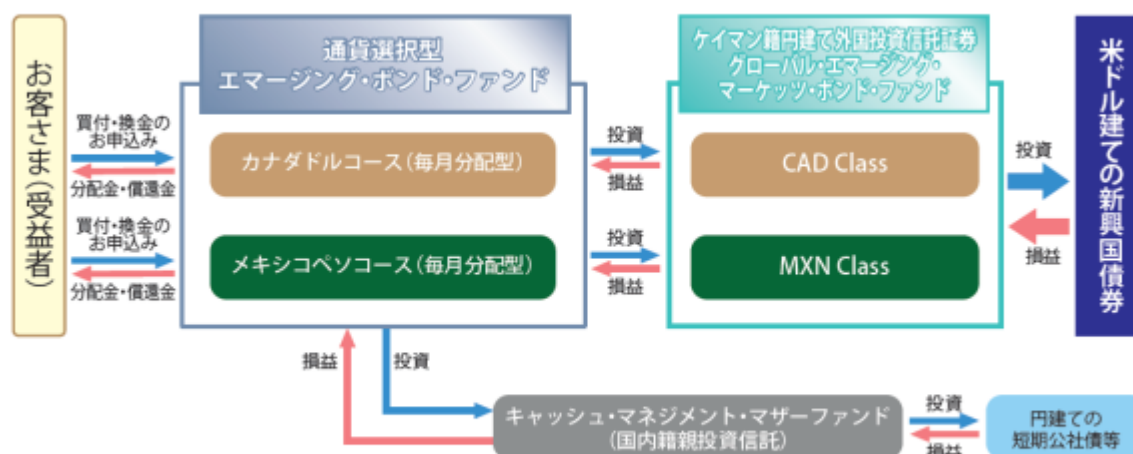 お客さま(受益者)
買付・換金の
お申込み
分配金・償還金
買付・換金の
お申込み
分配金・償還金
通貨選択型
エマージング・ボンド・ファンド
カナダドルコース(毎月分配型)
メキシコペソコース(毎月分配型)
投資
損益
投資
損益
ケイマン籍円建て外国投資信託証券
グローバル・エマージング・
マーケッツ・ボンド・ファンド
CAD Class
MXN Class
投資
損益
米ドル建ての新興国債券
損益
投資
キャッシュ・マネジメント・マザーファンド
(国内籍親投資信託)
投資
損益
円建ての
短期公社債等